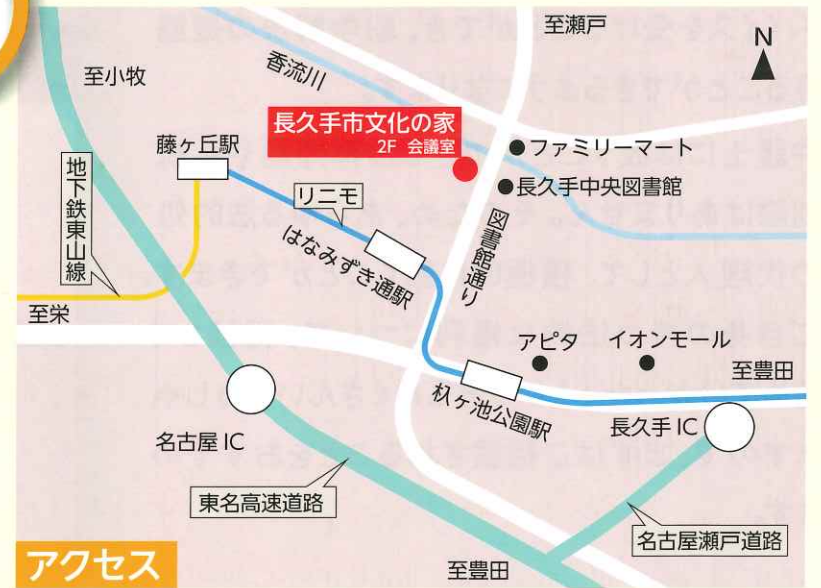 至瀬戸
N
至小牧
香流川
長久手市文化の家
2F 会議室
藤ヶ丘駅
ファミリーマート
地下鉄東山線
リニモ
長久手中央図書館
はなみずき通駅
図書館通り
至栄
アピタ
イオンモール
至豊田
杁ヶ池公園駅
長久手 IC
名古屋 IC
東名高速道路
名古屋瀬戸道路
アクセス
至豊田